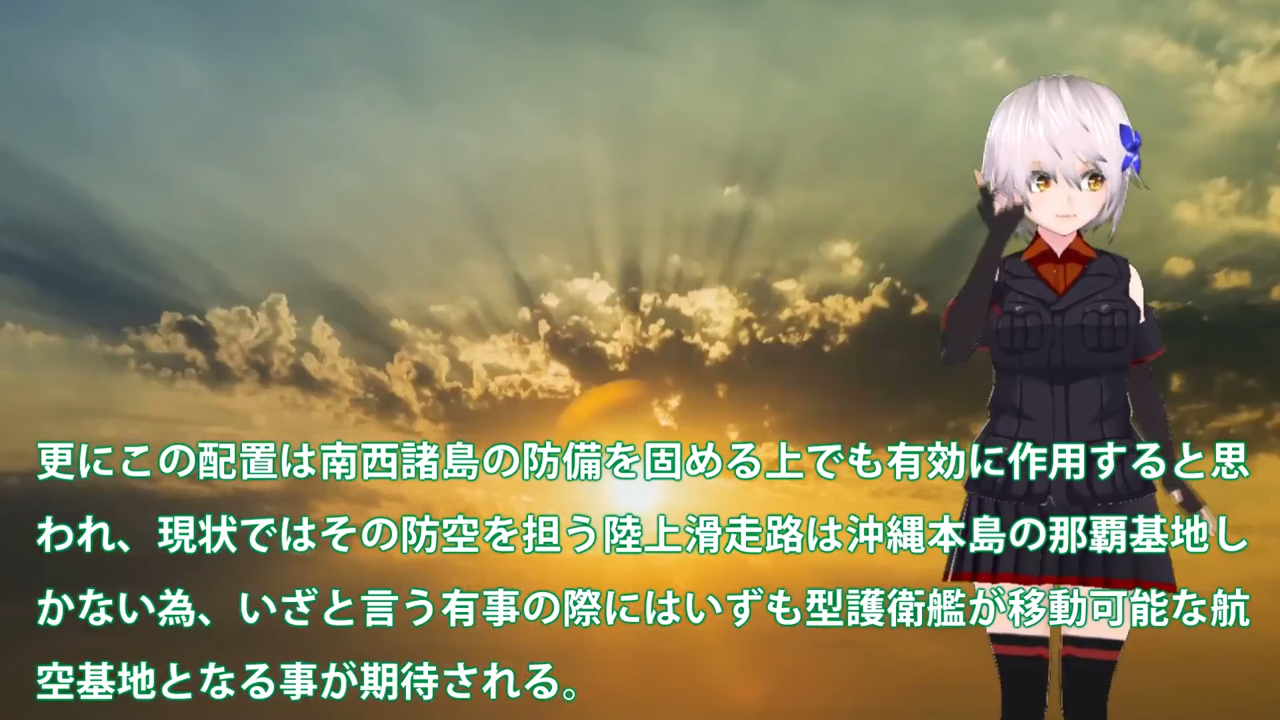 更にこの配置は南西諸島の防備を固める上でも有効に作用すると思
われ、現状ではその防空を担う陸上滑走路は沖縄本島の那覇基地し
かない為、いざと言う有事の際にはいずも型護衛艦が移動可能な航
空基地となる事が期待される。